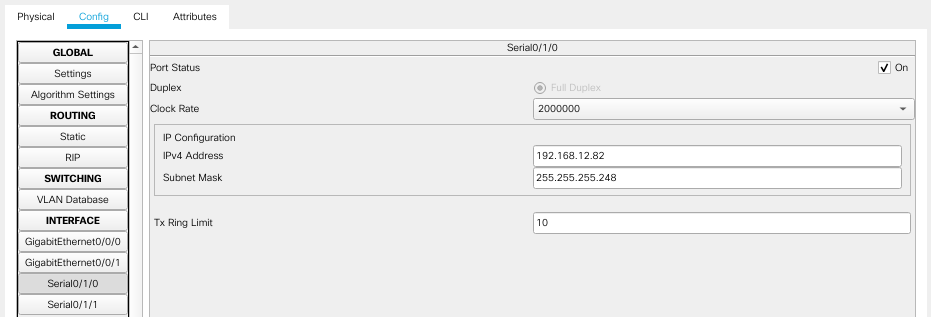 Physical Config CLI Attributes
GLOBAL
Settings
Algorithm Settings
ROUTING
Static
RIP
SWITCHING
VLAN Database
INTERFACE
GigabitEthernet0/0/0
GigabitEthernet0/0/1
Serial0/1/0
Serial0/1/1
Serial0/1/0
Port Status On
Duplex Full Duplex
Clock Rate 2000000
IP Configuration
IPv4 Address 192.168.12.82
Subnet Mask 255.255.255.248
Tx Ring Limit 10